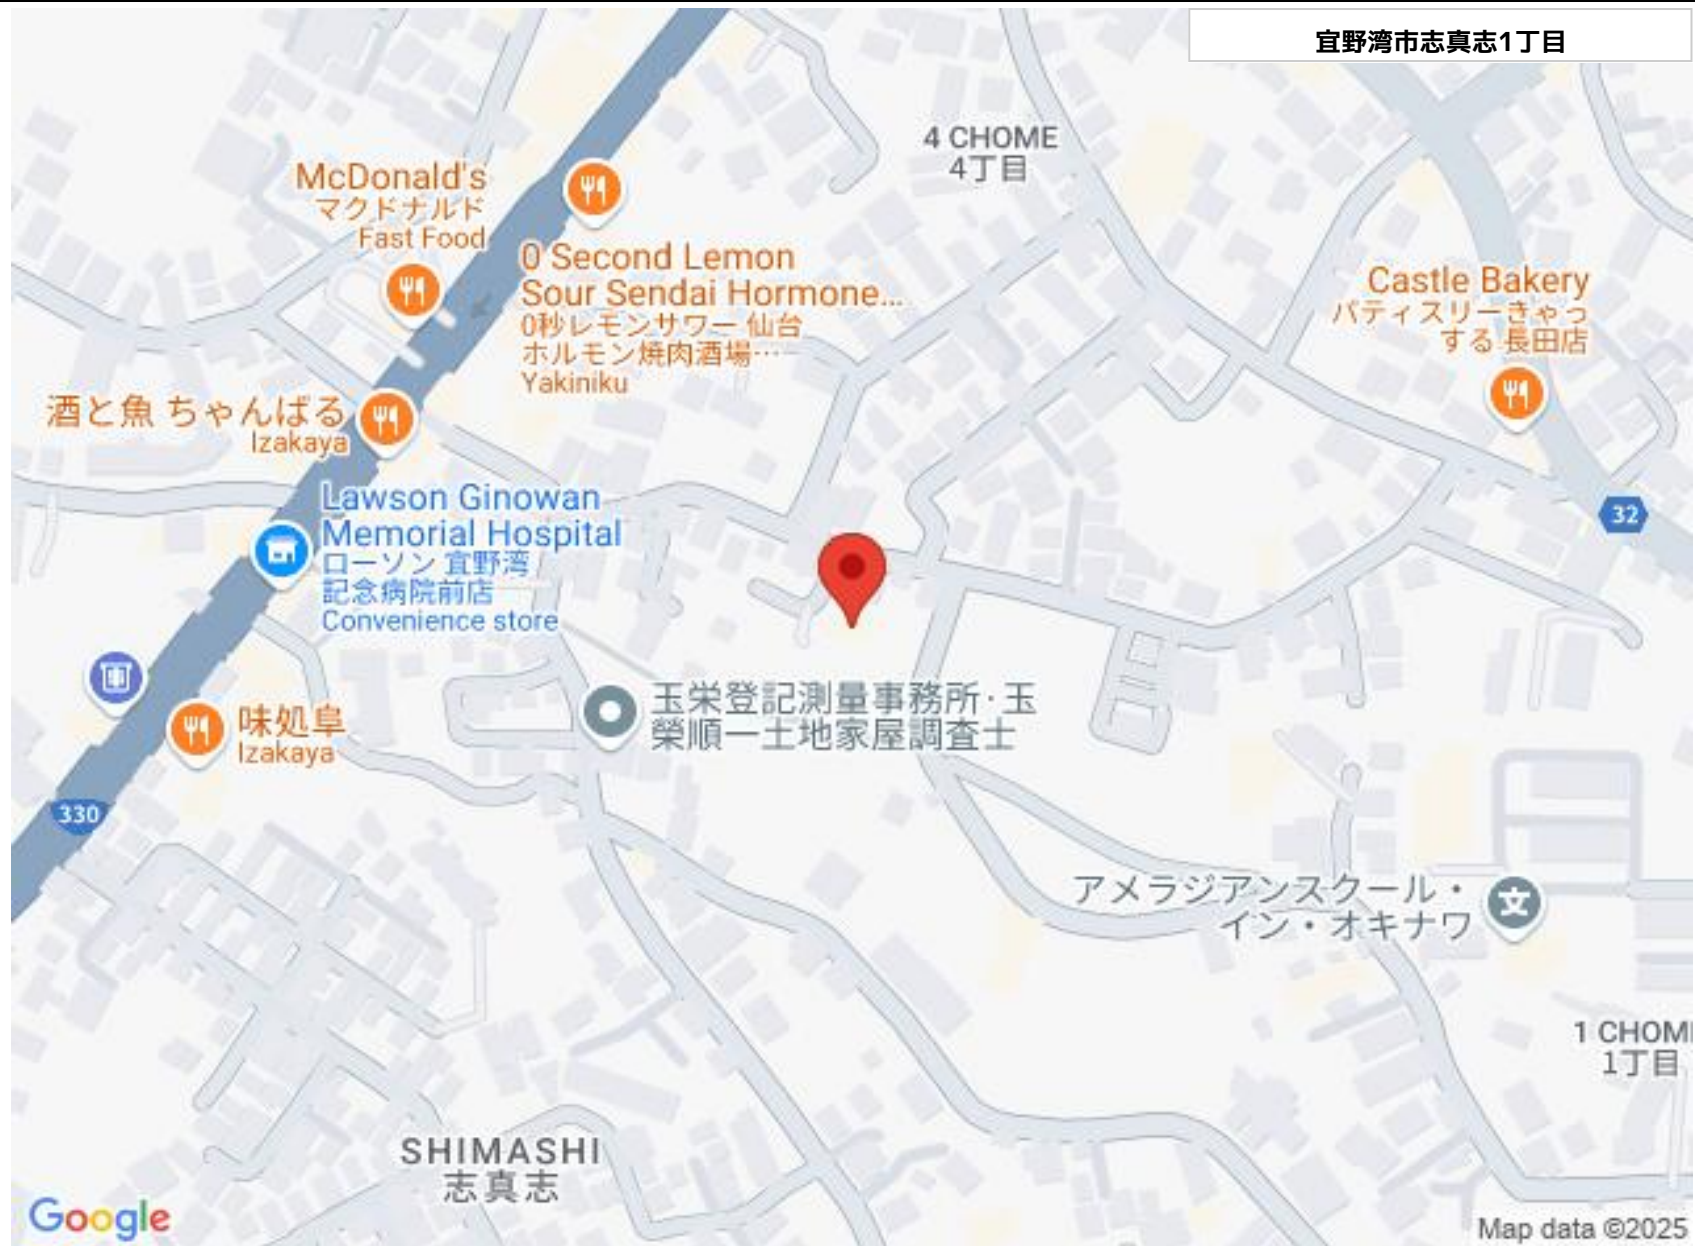 宜野湾市志真志1丁目
4 CHOME
4丁目
McDonald's
マクドナルド
Fast Food
0 Second Lemon
Sour Sendai Hormone...
0秒レモンサワー 仙台
ホルモン焼肉酒場…
Yakiniku
Castle Bakery
パティスリーきゃっ
する 長田店
酒と魚 ちゃんばる
Izakaya
Lawson Ginowan
Memorial Hospital
ローソン 宜野湾
記念病院前店
Convenience store
32
玉栄登記測量事務所·玉
榮順一土地家屋調査士
味処阜
Izakaya
330
アメラジアンスクール・
イン・オキナワ
文
1 CHOM
1丁目
SHIMASHI
志真志
Google
Map data ©2025